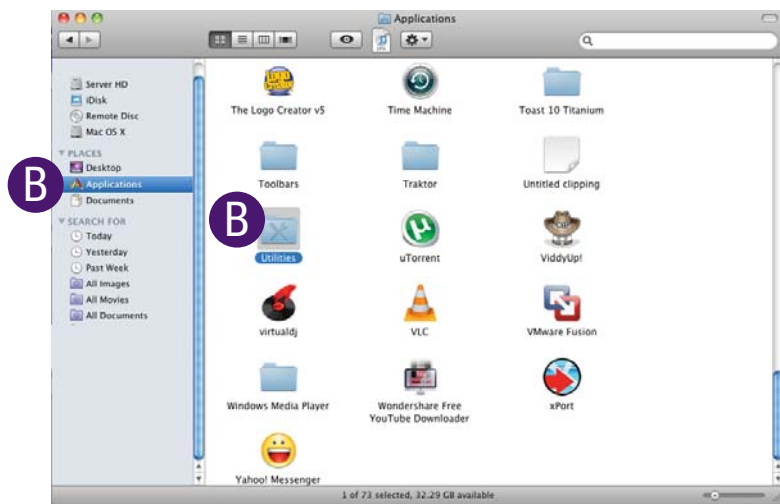 Applications
Server HD
iDisk
Remote Disc
Mac OS X
PLACES
Desktop
B
Applications
Documents
SEARCH FOR
Today
Yesterday
Past Week
All Images
All Movies
All Documents
The Logo Creator v5
Time Machine
Toast 10 Titanium
Toolbars
Traktor
Untitled clipping
B
Utilities
uTorrent
ViddyUp!
virtualdj
VLC
VMware Fusion
Windows Media Player
Wondershare Free
YouTube Downloader
xPort
Yahoo! Messenger
1 of 73 selected, 32.29 GB available